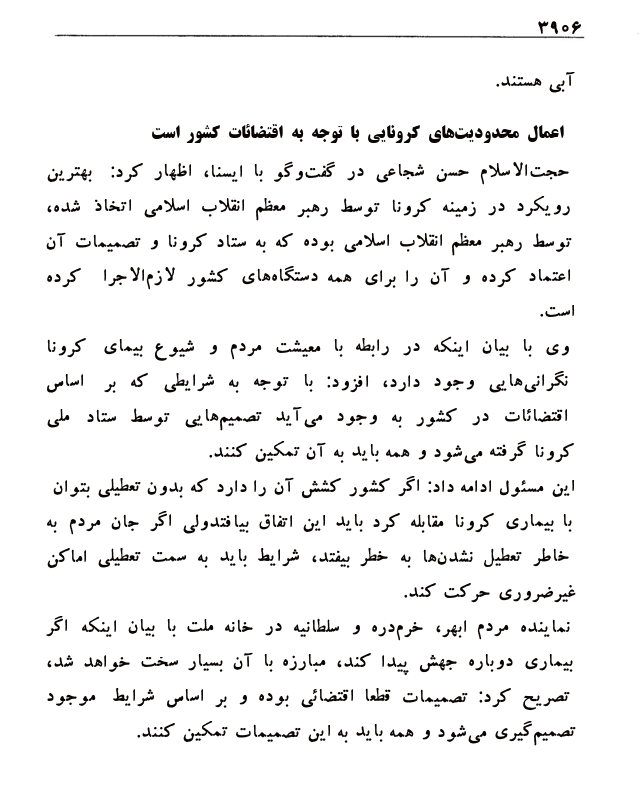 ۳۹۰۶
آبی هستند.
اعمال محدودیت‌های کرونایی با توجه به اقتضائات کشور است
حجت‌الاسلام حسن شجاعی در گفت‌وگو با ایسنا، اظهار کرد: بهترین
رویکرد در زمینه کرونا توسط رهبر معظم انقلاب اسلامی اتخاذ شده،
توسط رهبر معظم انقلاب اسلامی بوده که به ستاد کرونا و تصمیمات آن
اعتماد کرده و آن را برای همه دستگاه‌های کشور لازم‌الاجرا کرده
است.
وی با بیان اینکه در رابطه با معیشت مردم و شیوع بیمای کرونا
نگرانی‌هایی وجود دارد، افزود: با توجه به شرایطی که بر اساس
اقتضائات در کشور به وجود می‌آید تصمیم‌هایی توسط ستاد ملی
کرونا گرفته می‌شود و همه باید به آن تمکین کنند.
این مسئول ادامه داد: اگر کشور کشش آن را دارد که بدون تعطیلی بتوان
با بیماری کرونا مقابله کرد باید این اتفاق بیافتدولی اگر جان مردم به
خاطر تعطیل نشدن‌ها به خطر بیفتد، شرایط باید به سمت تعطیلی اماکن
غیرضروری حرکت کند.
نماینده مردم ابهر، خرم‌دره و سلطانیه در خانه ملت با بیان اینکه اگر
بیماری دوباره جهش پیدا کند، مبارزه با آن بسیار سخت خواهد شد،
تصریح کرد: تصمیمات قطعا اقتضائی بوده و بر اساس شرایط موجود
تصمیم‌گیری می‌شود و همه باید به این تصمیمات تمکین کنند.